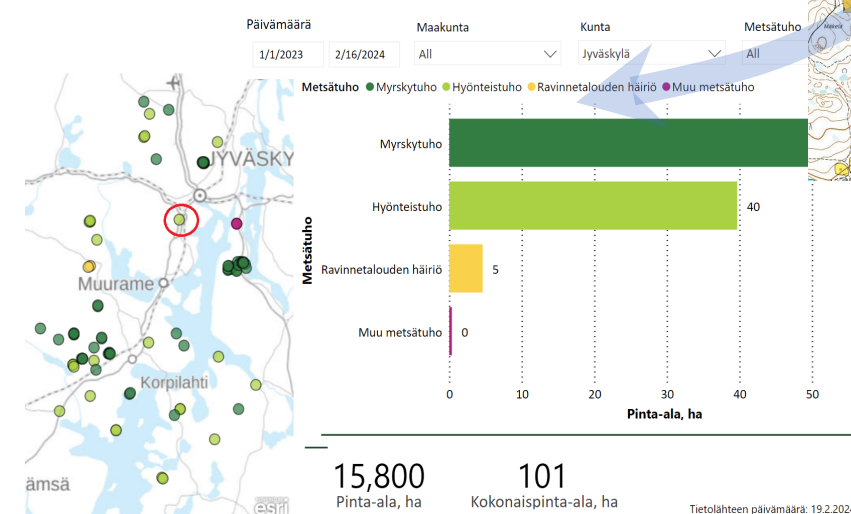 Päivämäärä
Maakunta
Kunta
Metsätuho
1/1/2023
2/16/2024
All
Jyväskylä
All
Metsätuho Myrskytuho Hyönteistuho Ravinnetalouden häiriö Muu metsätuho
JYVÄSKY
Muurame
Korpilahti
ämsä
esri
Metsätuho
Myrskytuho
Hyönteistuho
40
Ravinnetalouden häiriö
5
Muu metsätuho
0
0 10 20 30 40 50
Pinta-ala, ha
15,800
101
Pinta-ala, ha
Kokonaispinta-ala, ha
Tietolähteen päivämäärä: 19.2.2024